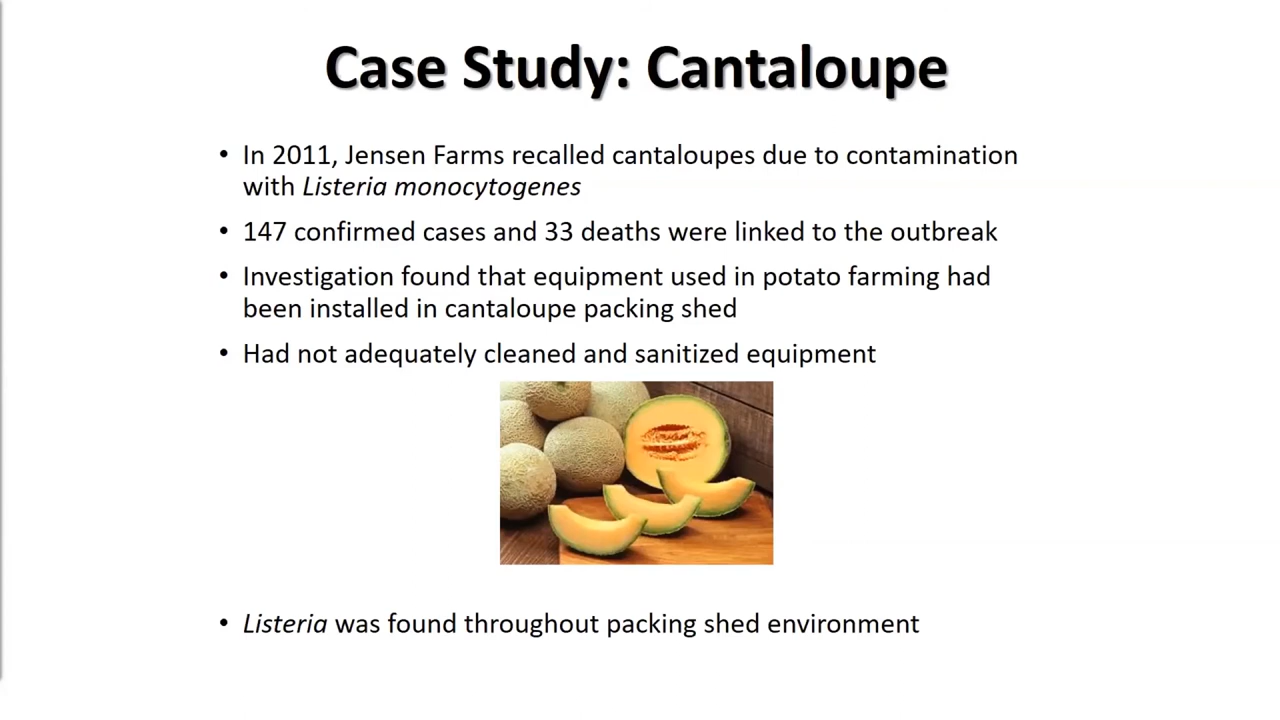 Case Study: Cantaloupe
• In 2011, Jensen Farms recalled cantaloupes due to contamination
with Listeria monocytogenes
• 147 confirmed cases and 33 deaths were linked to the outbreak
• Investigation found that equipment used in potato farming had
been installed in cantaloupe packing shed
• Had not adequately cleaned and sanitized equipment
• Listeria was found throughout packing shed environment